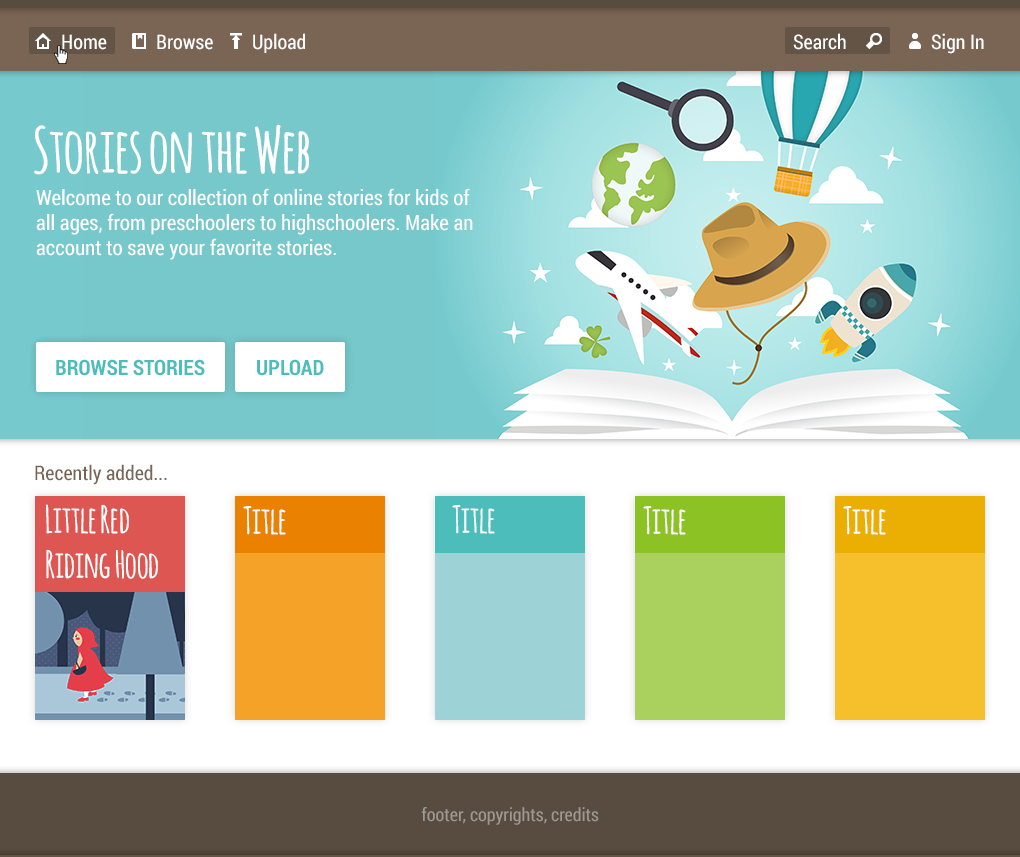 Home Browse Upload Search Sign In
Stories on the Web
Welcome to our collection of online stories for kids of
all ages, from preschoolers to highschoolers. Make an
account to save your favorite stories.
BROWSE STORIES UPLOAD
Recently added...
Little Red
Riding Hood
Title
Title
Title
Title
footer, copyrights, credits